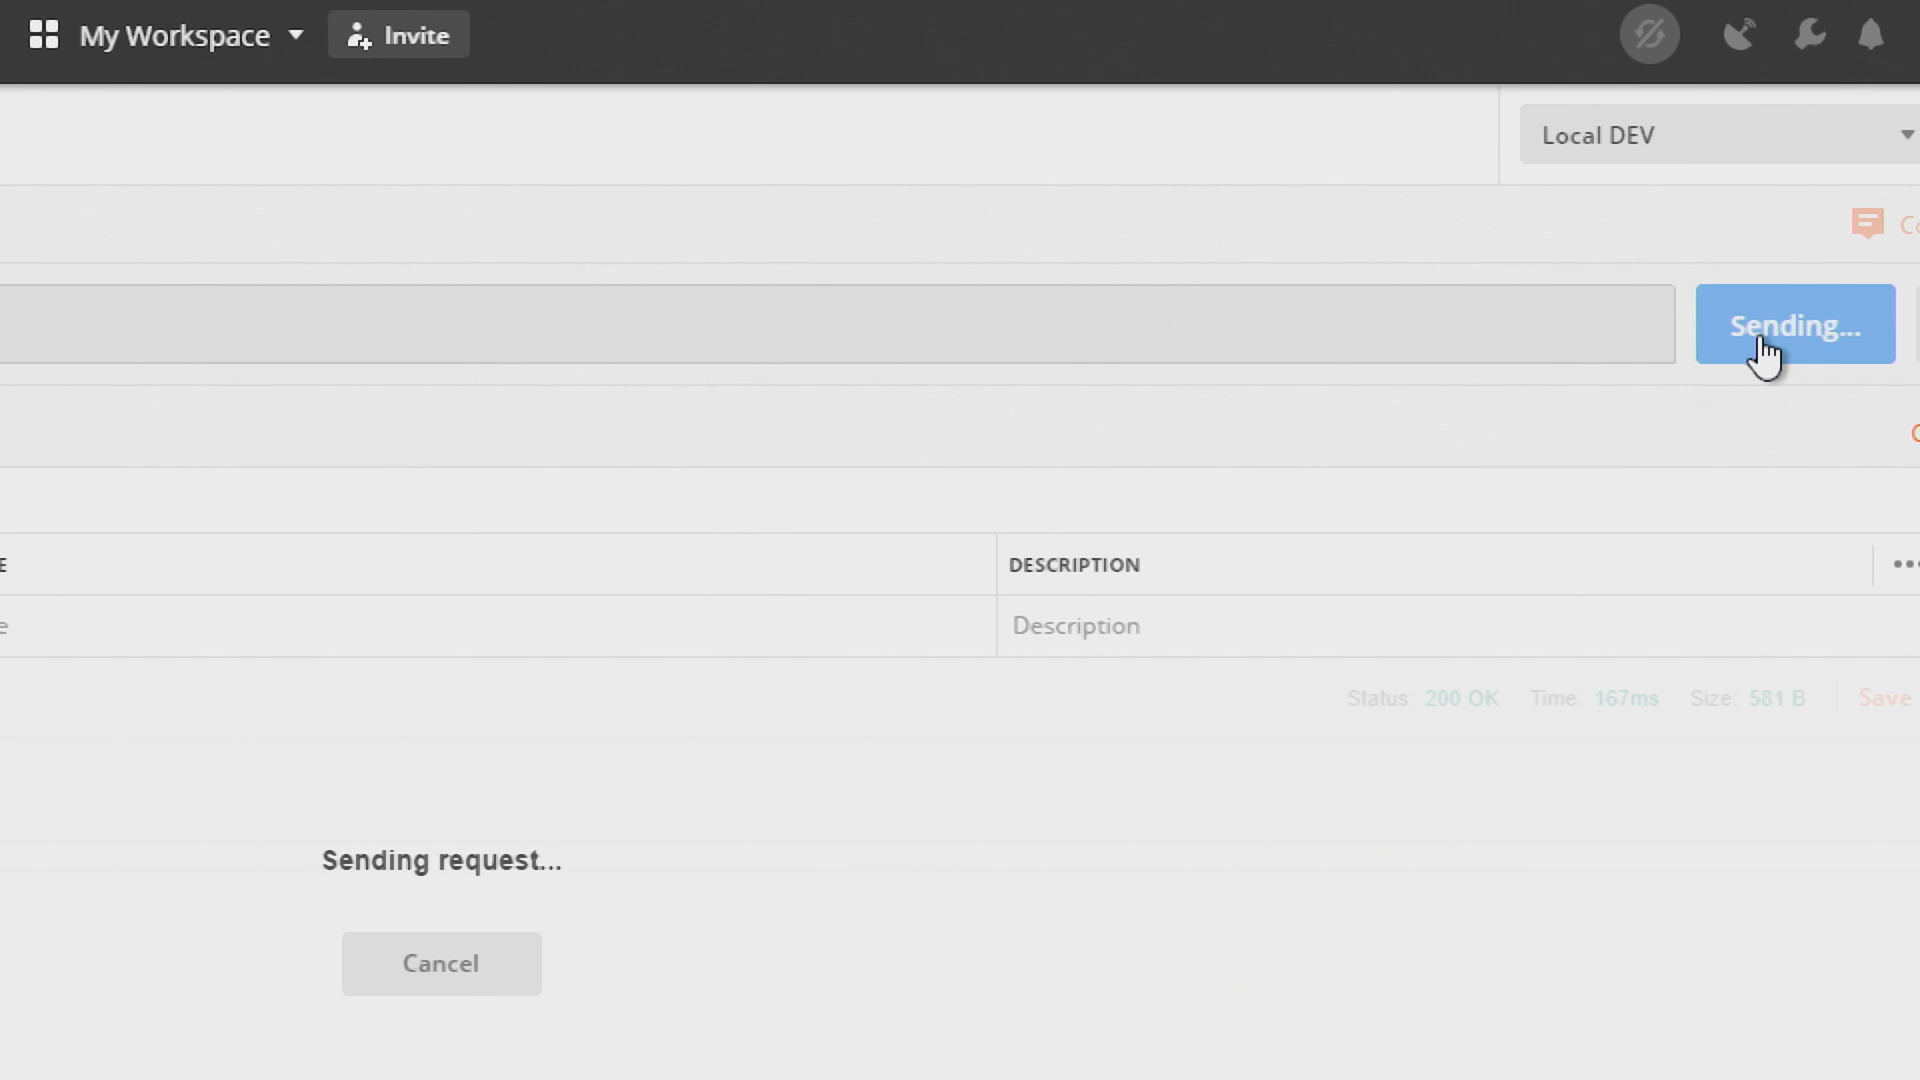 My Workspace
Invite
Local DEV
Sending...
DESCRIPTION
Description
Status: 200 OK Time: 167ms Size: 581 B Save
Sending request...
Cancel